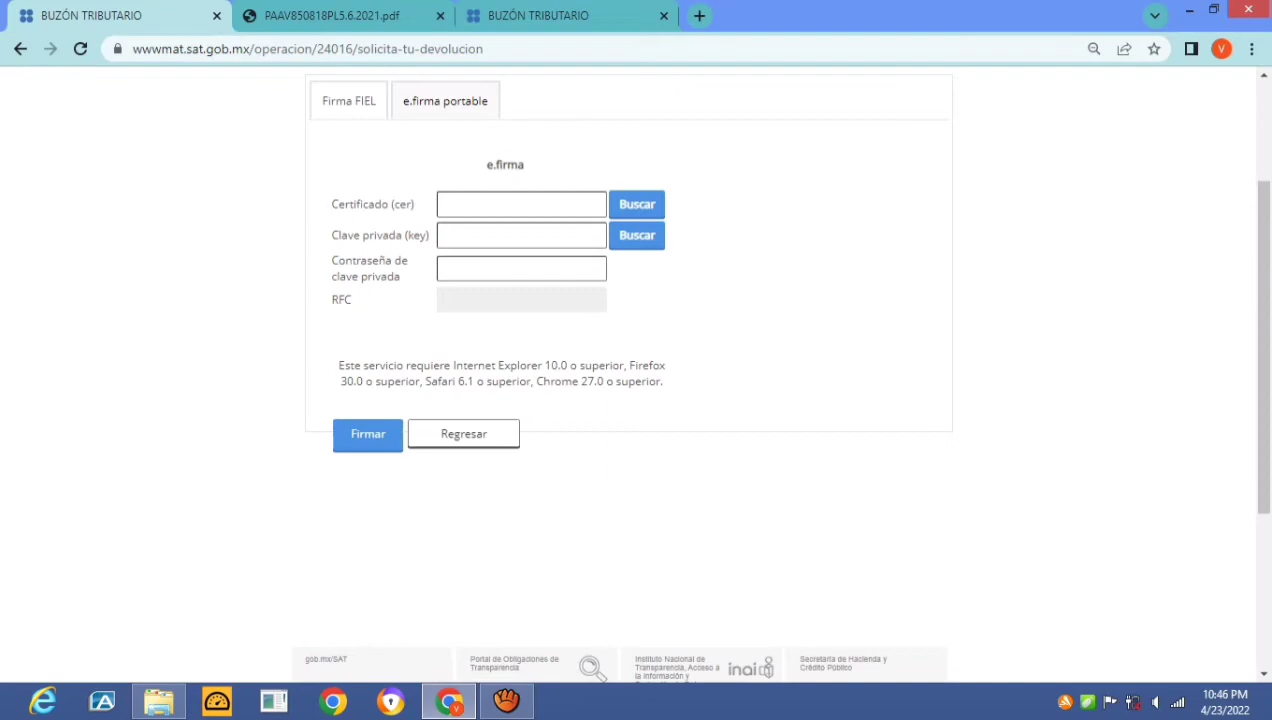 BUZÓN TRIBUTARIO
PAAV850818PL5.6.2021.pdf
BUZÓN TRIBUTARIO
wwwmat.sat.gob.mx/operacion/24016/solicita-tu-devolucion
V
Firma FIEL
e.firma portable
e.firma
Certificado (cer)
Buscar
Clave privada (key)
Buscar
Contraseña de
clave privada
RFC
Este servicio requiere Internet Explorer 10.0 o superior, Firefox
30.0 o superior, Safari 6.1 o superior, Chrome 27.0 o superior.
Firmar
Regresar
gob.mx/SAT
Portal de Obligaciones de
Transparencia
Instituto Nacional de
Transparencia, Acceso a
la Información y
inai
Secretaría de Hacienda y
Crédito Público
10:46 PM
4/23/2022